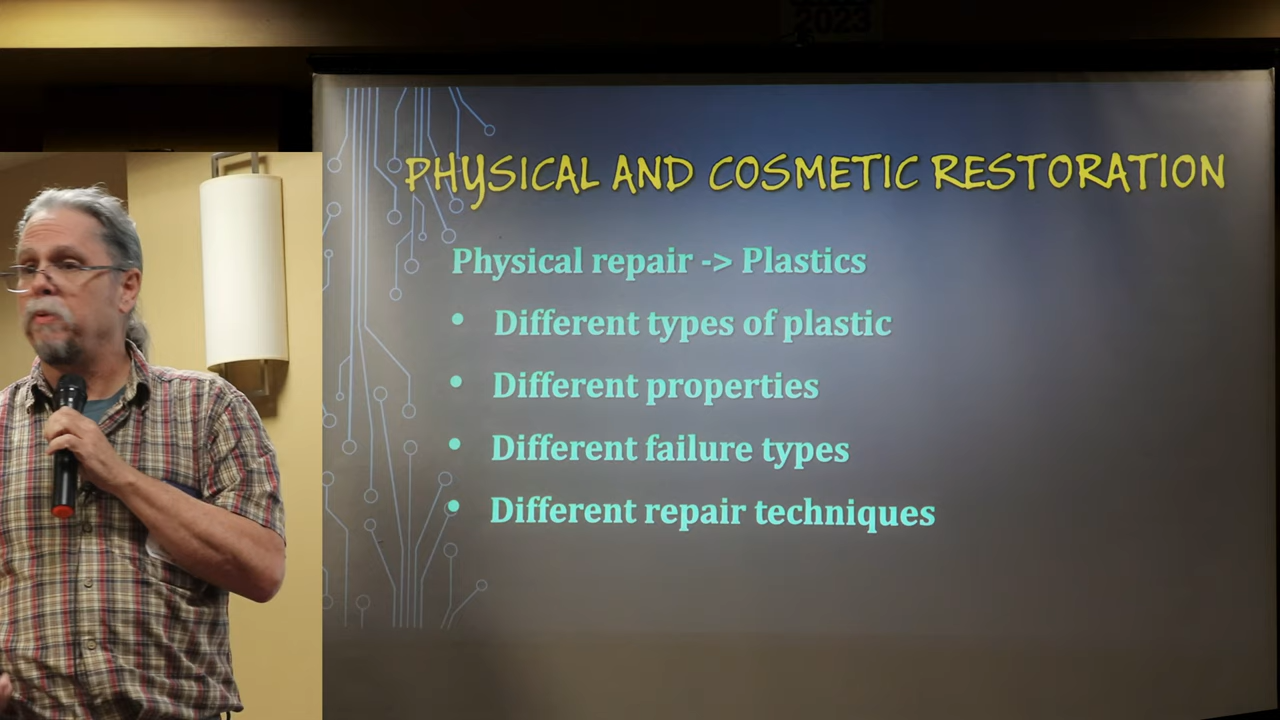 2023
PHYSICAL AND COSMETIC RESTORATION
Physical repair -> Plastics
• Different types of plastic
• Different properties
• Different failure types
• Different repair techniques